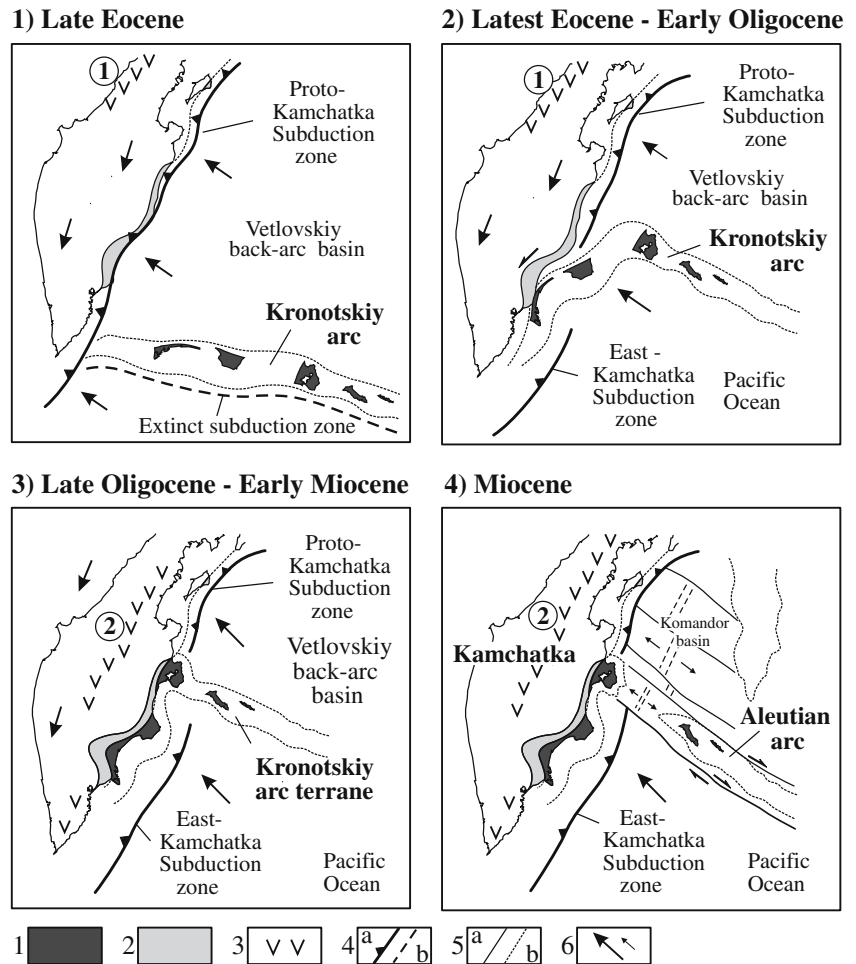 1) Late Eocene
1
Proto-
Kamchatka
Subduction
zone
Vetlovskiy
back-arc basin
Kronotskiy
arc
Extinct subduction zone
2) Latest Eocene - Early Oligocene
1
Proto-
Kamchatka
Subduction
zone
Vetlovskiy
back-arc basin
Kronotskiy
arc
East -
Kamchatka
Subduction
zone
Pacific
Ocean
3) Late Oligocene - Early Miocene
2
Proto-
Kamchatka
Subduction
zone
Vetlovskiy
back-arc
basin
Kronotskiy
arc terrane
East-
Kamchatka
Subduction
zone
Pacific
Ocean
4) Miocene
2
Komandor
basin
Kamchatka
Aleutian
arc
East-
Kamchatka
Subduction
zone
Pacific
Ocean
1 2 3 4 a b 5 a b 6